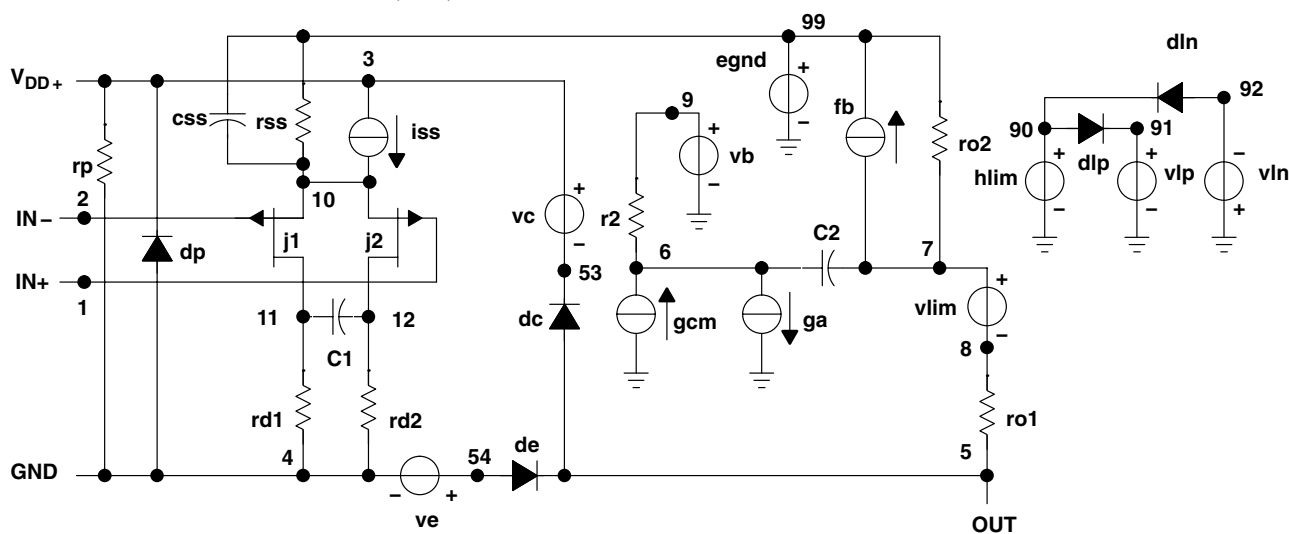 99
dln
3
egnd
V_DD+
92
9
css
rss
iss
fb
90
91
rp
vb
ro2
dlp
2
10
hlim
vlp
vln
IN−
vc
r2
C2
j1
j2
6
7
dp
IN+
53
1
vlim
11
12
dc
gcm
ga
8
C1
rd1
rd2
ro1
de
GND
4
54
5
ve
OUT
+
−
+
−
+
−
+
−
+
−
−
+
+
−
−
+